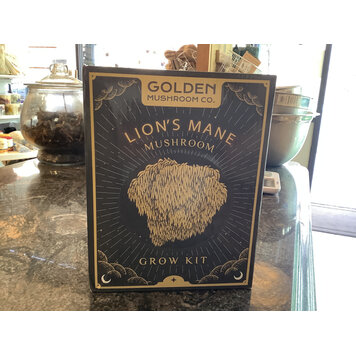 GOLDEN
MUSHROOM CO.
LION'S MANE
MUSHROOM
GROW KIT